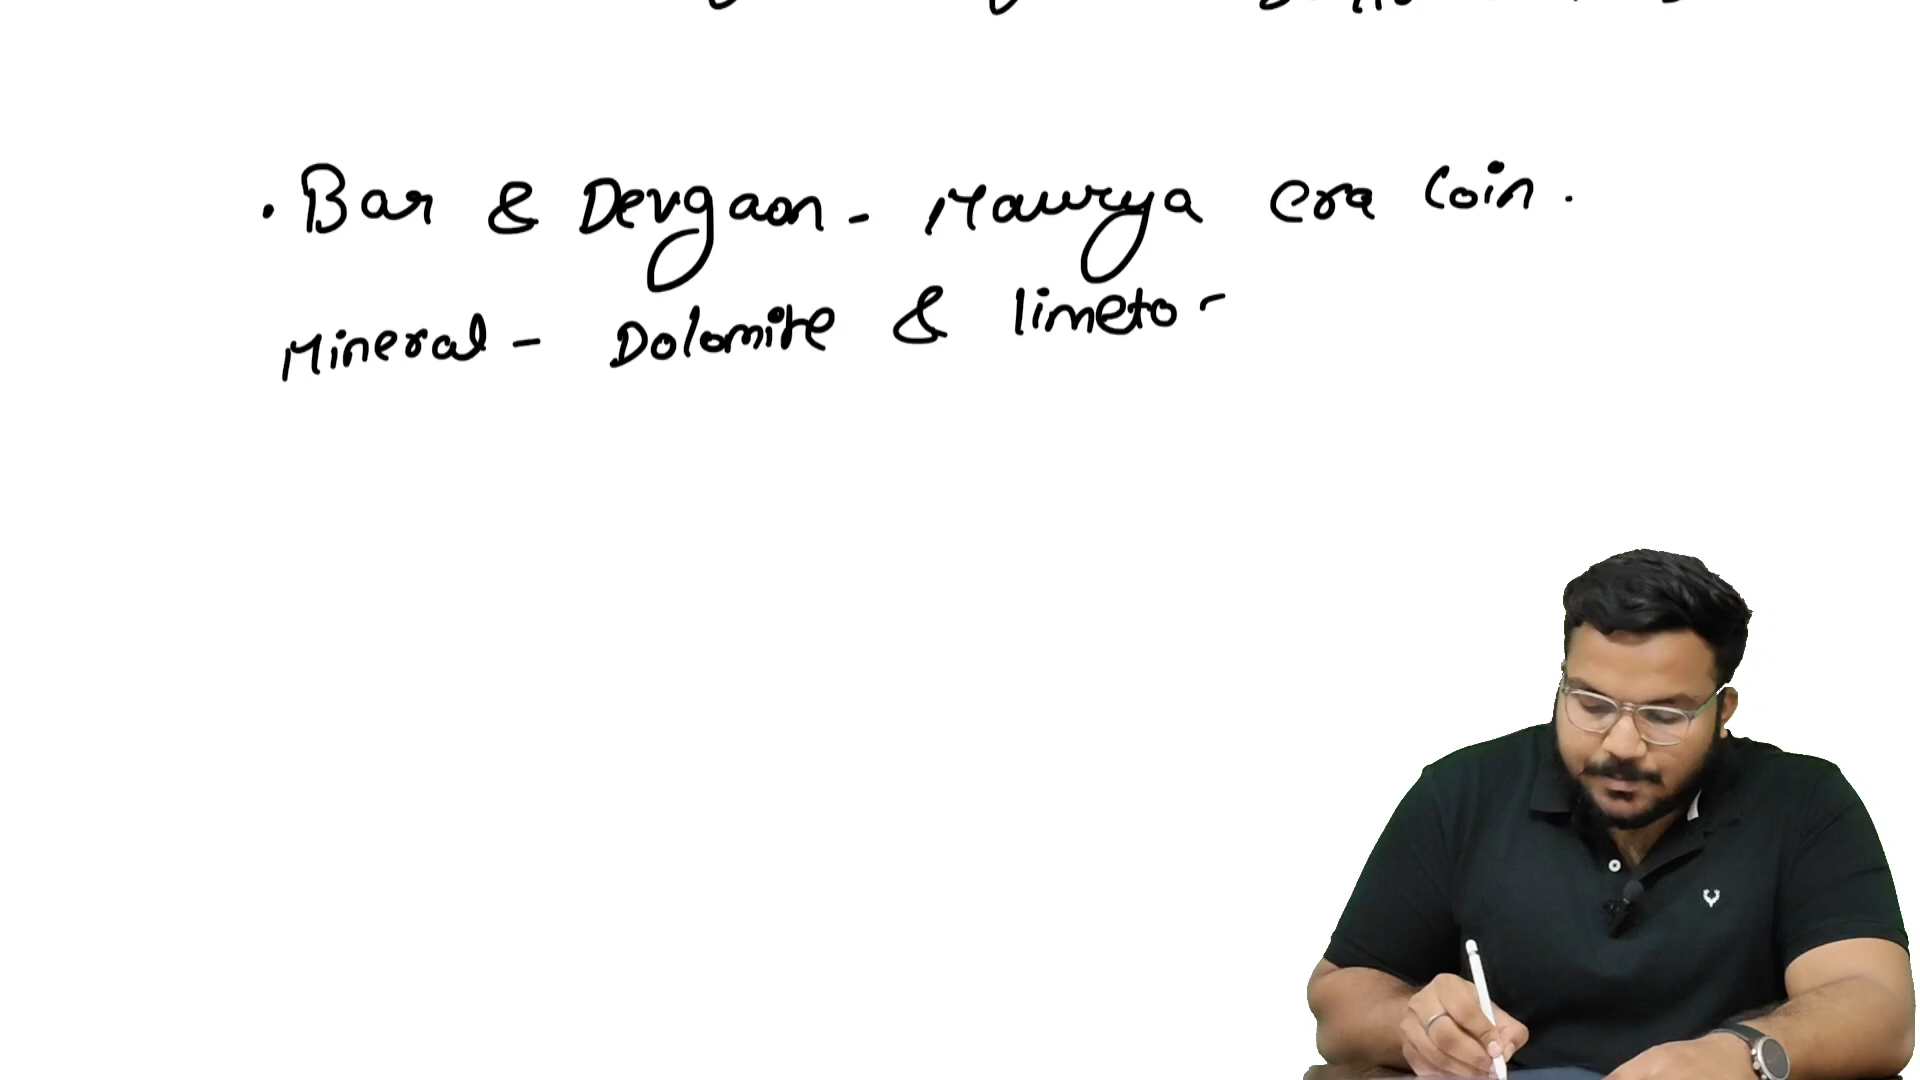 . Bar & Devgaon - Maurya era Coin.
Mineral - Dolomite & limeto